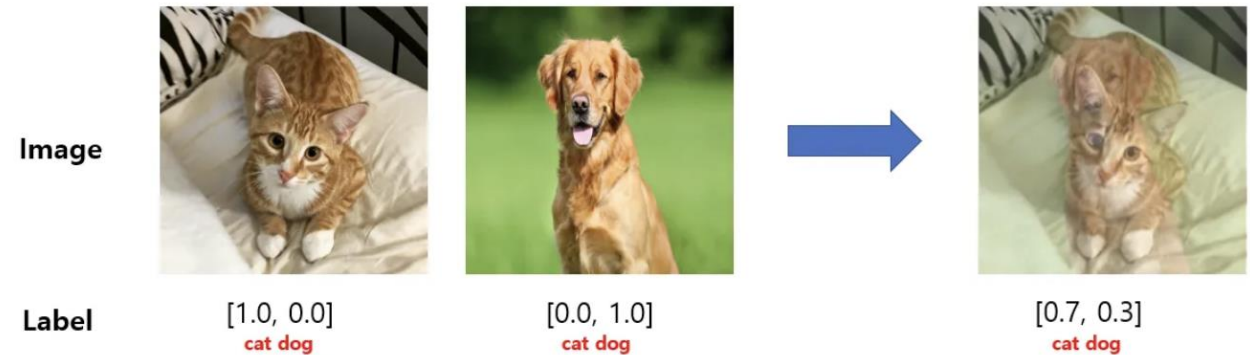 Image
Label
[1.0, 0.0]
cat dog
[0.0, 1.0]
cat dog
[0.7, 0.3]
cat dog